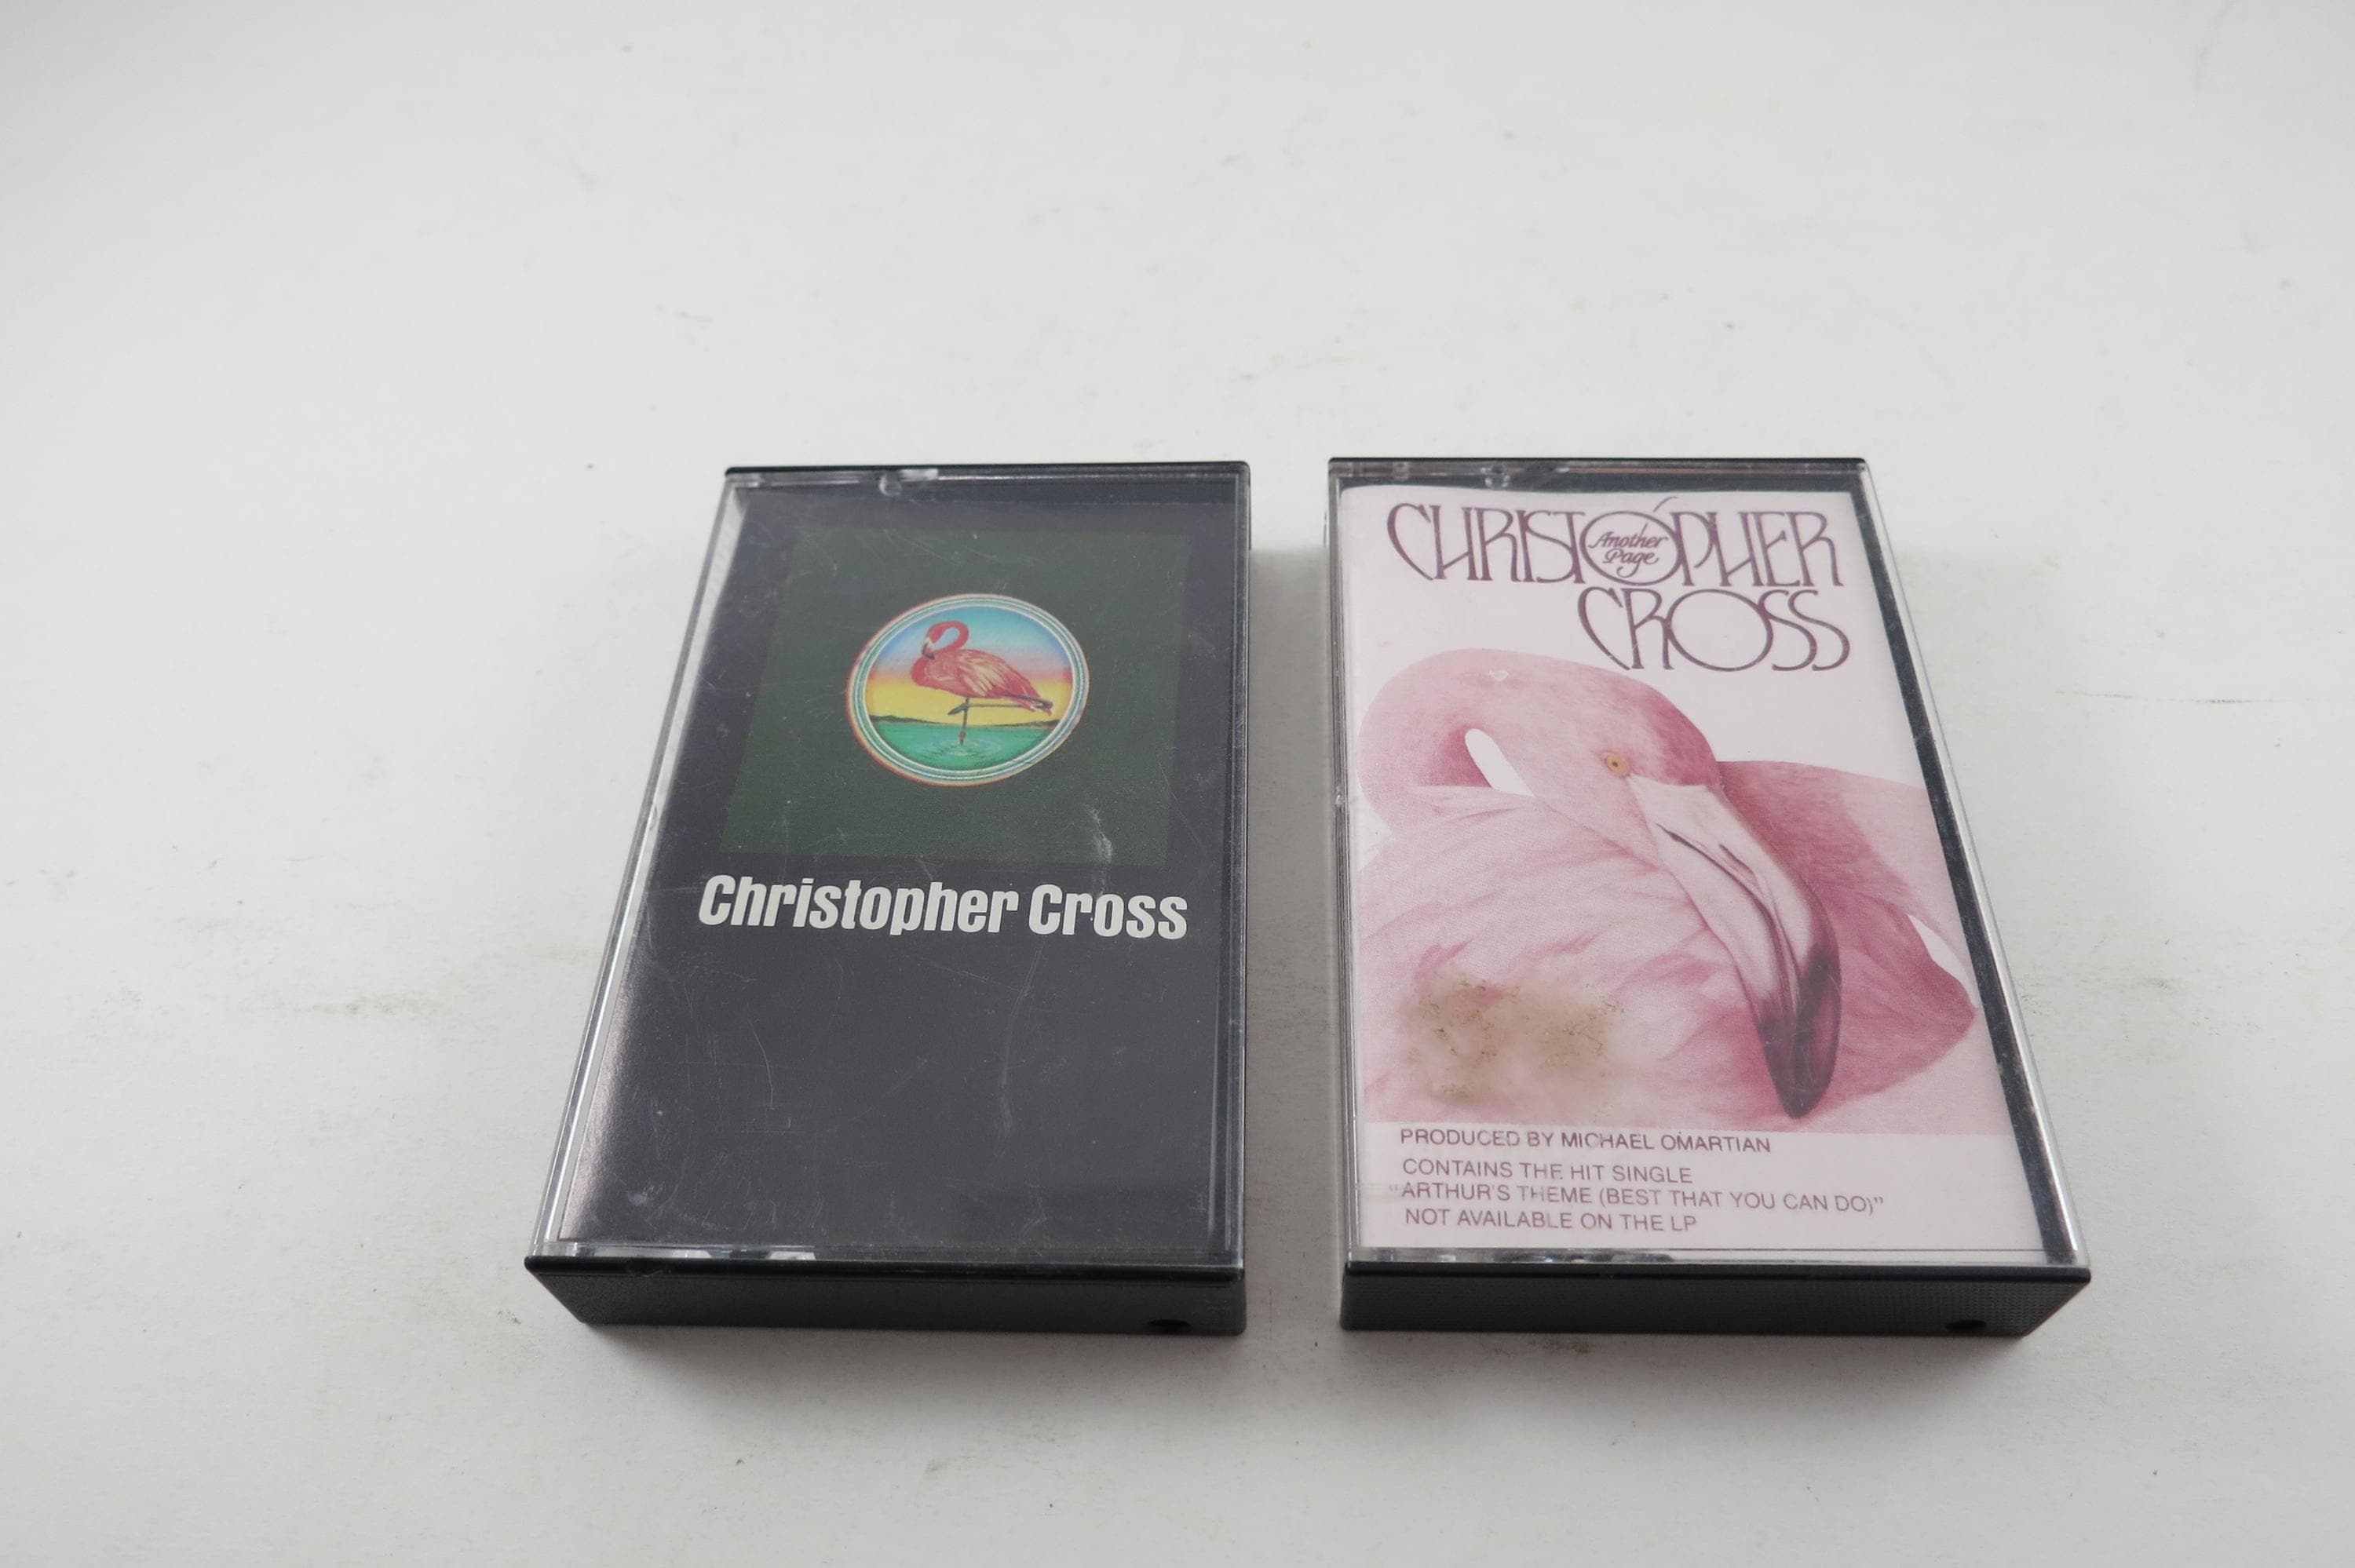 Christopher Cross
CHRISTOPHER
Another
Page
CROSS
PRODUCED BY MICHAEL OMARTIAN
CONTAINS THE HIT SINGLE
"ARTHUR'S THEME (BEST THAT YOU CAN DO)"
NOT AVAILABLE ON THE LP